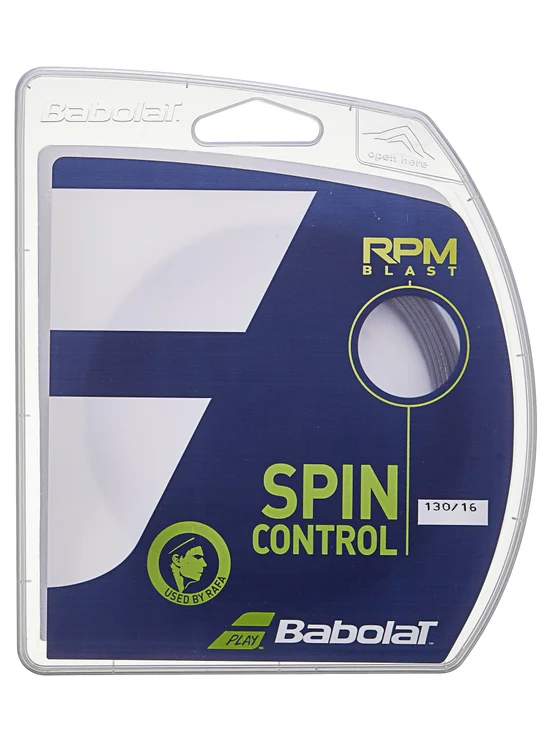 BabolaT
open here
RPM
BLAST
SPIN
CONTROL
130/16
USED BY RAFA
PLAY
BabolaT